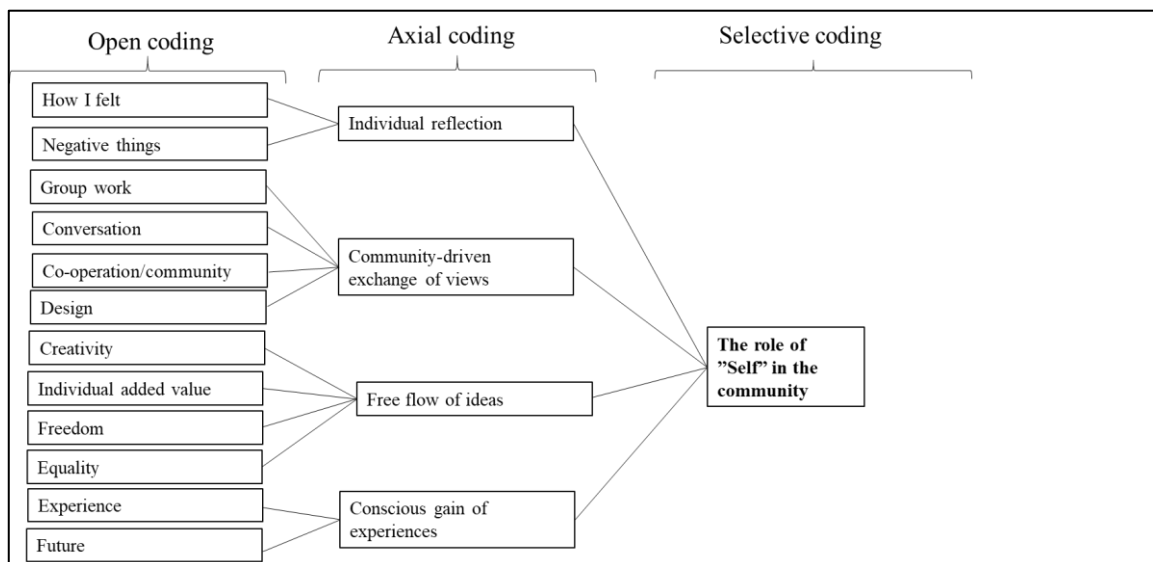 Open coding
Axial coding
Selective coding
How I felt
Negative things
Group work
Conversation
Co-operation/community
Design
Creativity
Individual added value
Freedom
Equality
Experience
Future
Individual reflection
Community-driven
exchange of views
Free flow of ideas
Conscious gain of
experiences
The role of
”Self” in the
community